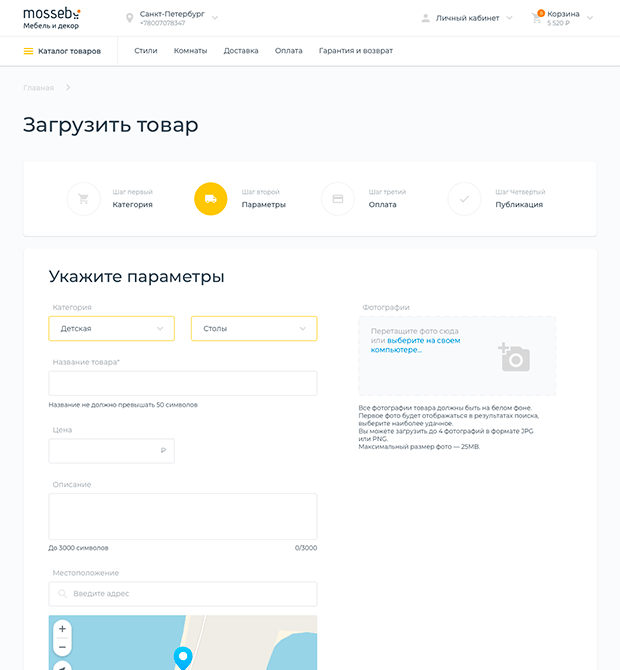 mosseb
Мебель и декор
Санкт-Петербург
+78007078347
Личный кабинет
8
Корзина
5 520 ₽
Каталог товаров
Стили
Комнаты
Доставка
Оплата
Гарантия и возврат
Главная
Загрузить товар
Шаг первый
Категория
Шаг второй
Параметры
Шаг третий
Оплата
Шаг Четвертый
Публикация
Укажите параметры
Категория
Детская
Столы
Название товара*
Название не должно превышать 50 символов
Цена
₽
Описание
До 3000 символов
0/3000
Местоположение
Введите адрес
+
−
Фотографии
Перетащите фото сюда
или выберите на своем
компьютере...
Все фотографии товара должны быть на белом фоне.
Первое фото будет отображаться в результатах поиска,
выберите наиболее удачное.
Вы можете загрузить до 4 фотографий в формате JPG
или PNG.
Максимальный размер фото — 25MB.